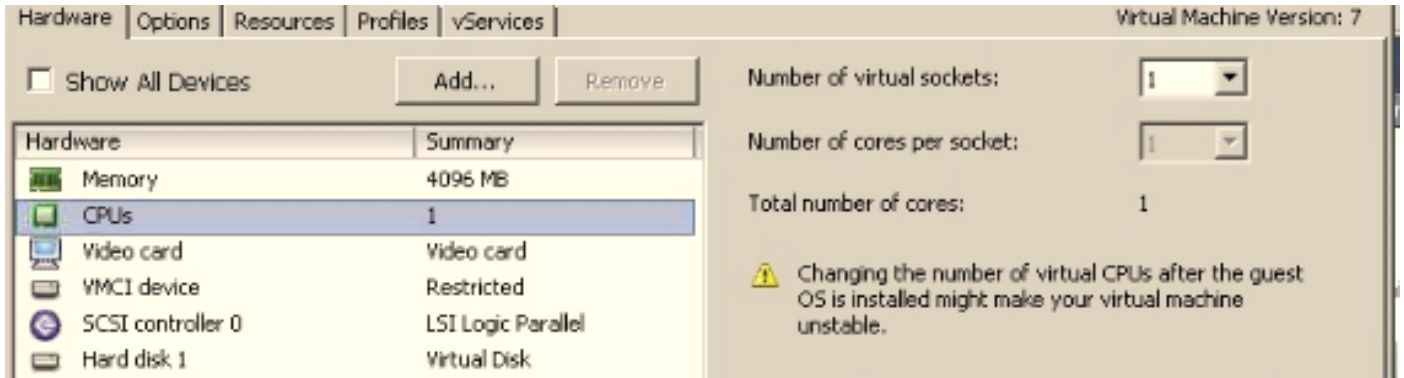 Hardware Options Resources Profiles vServices Virtual Machine Version: 7
Show All Devices Add... Remove
Hardware Summary
Memory 4096 MB
CPUs 1
Video card Video card
VMCI device Restricted
SCSI controller 0 LSI Logic Parallel
Hard disk 1 Virtual Disk
Number of virtual sockets: 1
Number of cores per socket: 1
Total number of cores: 1
Changing the number of virtual CPUs after the guest
OS is installed might make your virtual machine
unstable.